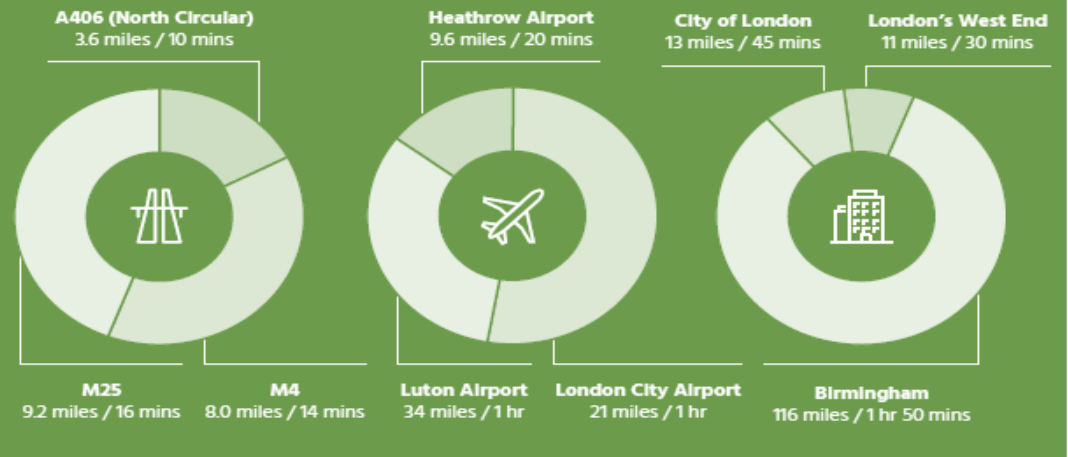 A406 (North Circular)
3.6 miles / 10 mins
Heathrow Airport
9.6 miles / 20 mins
City of London
13 miles / 45 mins
London's West End
11 miles / 30 mins
M25
9.2 miles / 16 mins
M4
8.0 miles / 14 mins
Luton Airport
34 miles / 1 hr
London City Airport
21 miles / 1 hr
Birmingham
116 miles / 1 hr 50 mins